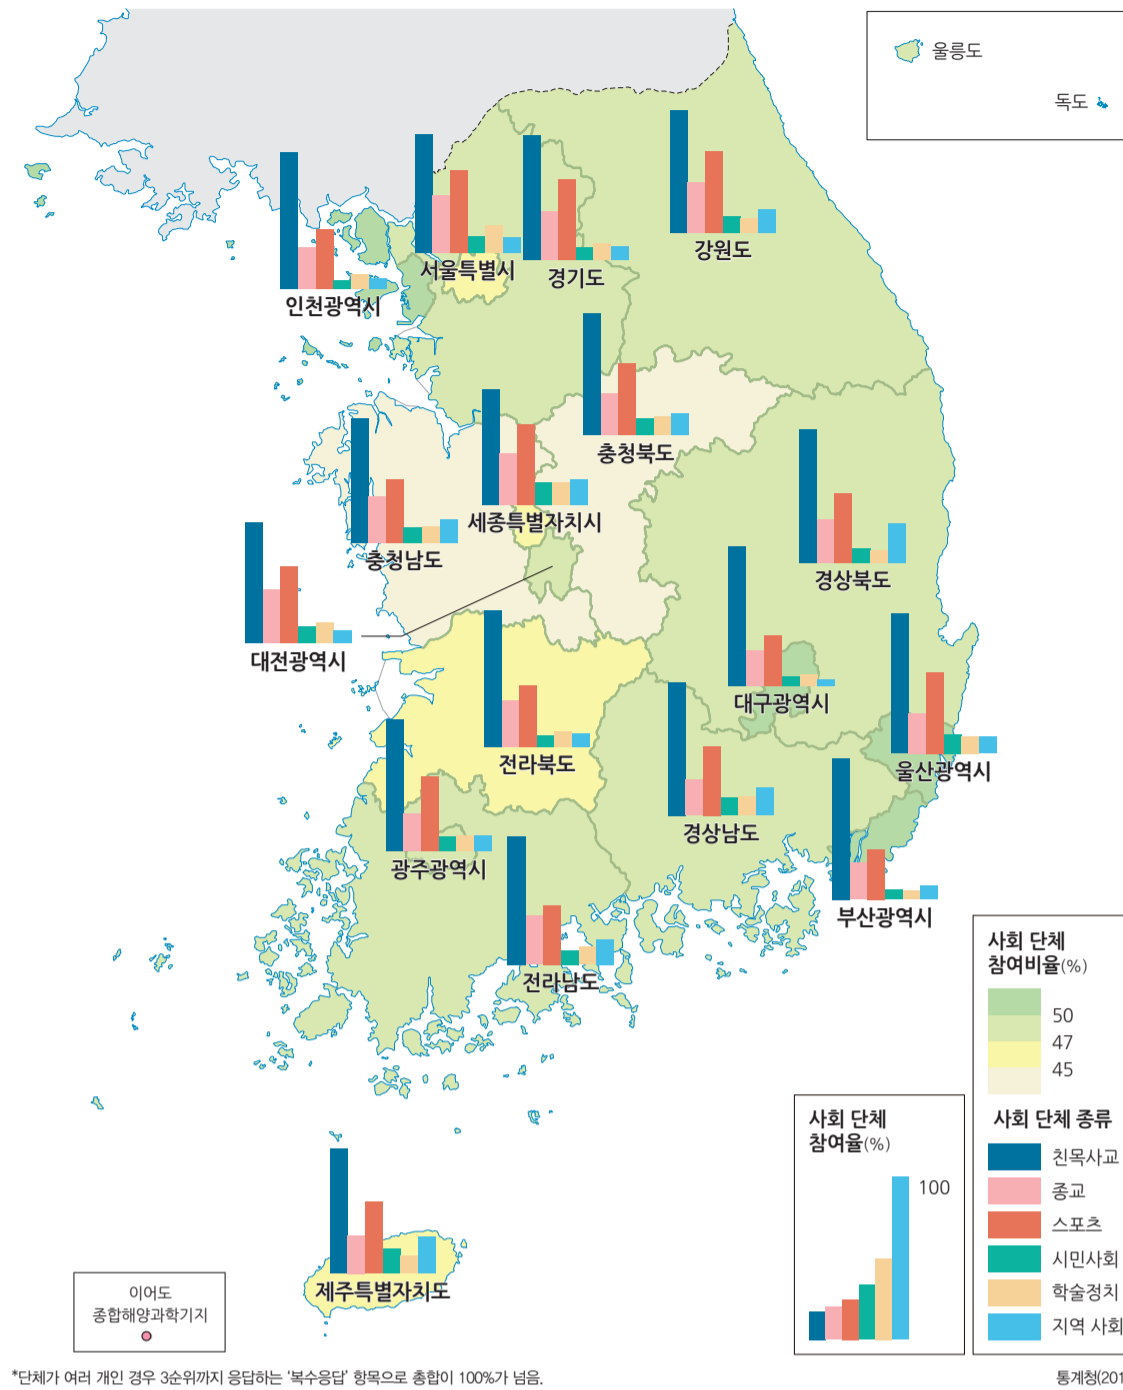 울릉도
독도
강원도
서울특별시
경기도
인천광역시
충청북도
세종특별자치시
충청남도
경상북도
대전광역시
대구광역시
전라북도
울산광역시
경상남도
광주광역시
부산광역시
전라남도
제주특별자치도
이어도
종합해양과학기지
사회 단체
참여율(%)
100
사회 단체
참여비율(%)
50
47
45
사회 단체 종류
친목사교
종교
스포츠
시민사회
학술정치
지역 사회
*단체가 여러 개인 경우 3순위까지 응답하는 '복수응답' 항목으로 총합이 100%가 넘음.
통계청(201